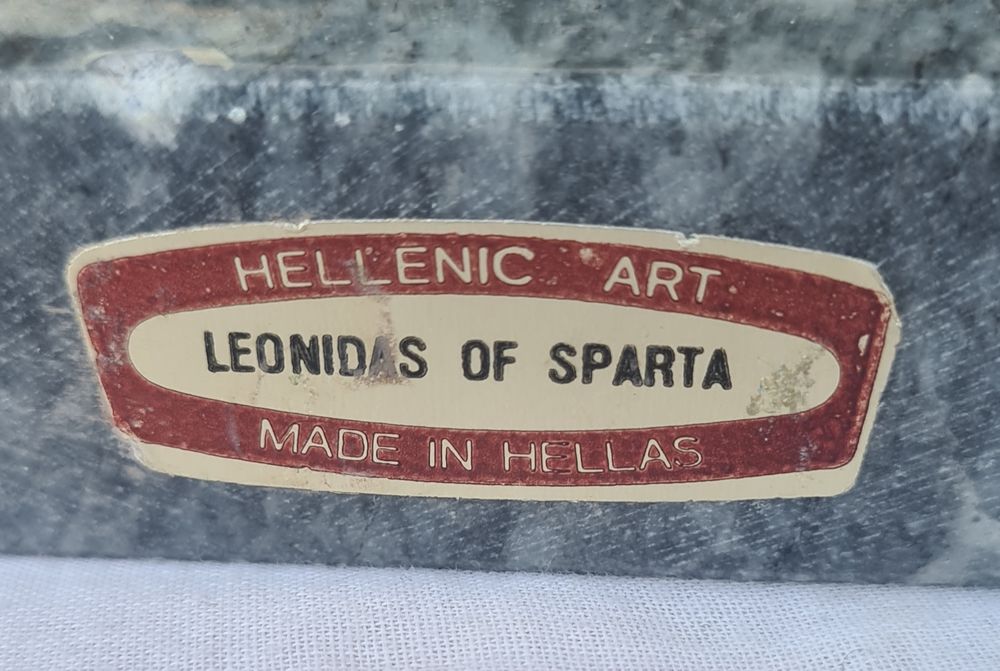 HELLENIC ART
LEONIDAS OF SPARTA
MADE IN HELLAS